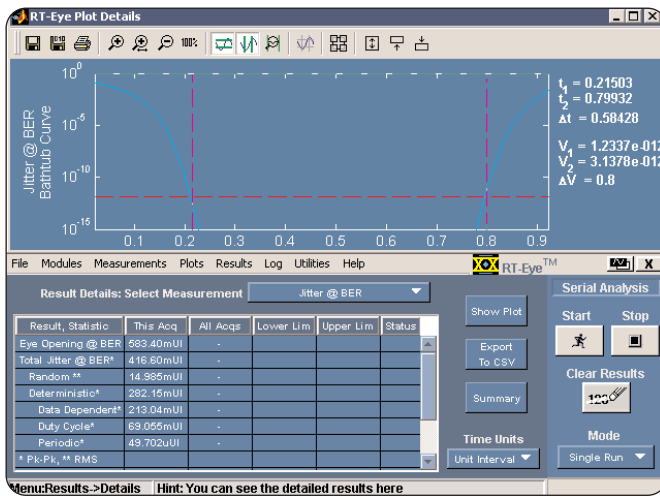 RT-Eye Plot Details
100%
Jitter @ BER
Bathtub Curve
10^0
10^-5
10^-10
10^-15
0.1 0.2 0.3 0.4 0.5 0.6 0.7 0.8 0.9
t1 = 0.21503
t2 = 0.79932
Δt = 0.58428
V1 = 1.2337e-012
V2 = 3.1378e-012
ΔV = 0.8
File Modules Measurements Plots Results Log Utilities Help
RT-Eye™
X
Result Details: Select Measurement Jitter @ BER
Result, Statistic This Acq All Acqs Lower Lim Upper Lim Status
Eye Opening @ BER 583.40mUI -
Total Jitter @ BER* 416.60mUI -
Random ** 14.985mUI -
Deterministic* 282.15mUI -
Data Dependent* 213.04mUI -
Duty Cycle* 69.055mUI -
Periodic* 49.702uUI -
* Pk-Pk, ** RMS
Show Plot
Export
To CSV
Summary
Time Units
Unit Interval
Serial Analysis
Start Stop
Clear Results
123
Mode
Single Run
Menu:Results->Details Hint: You can see the detailed results here